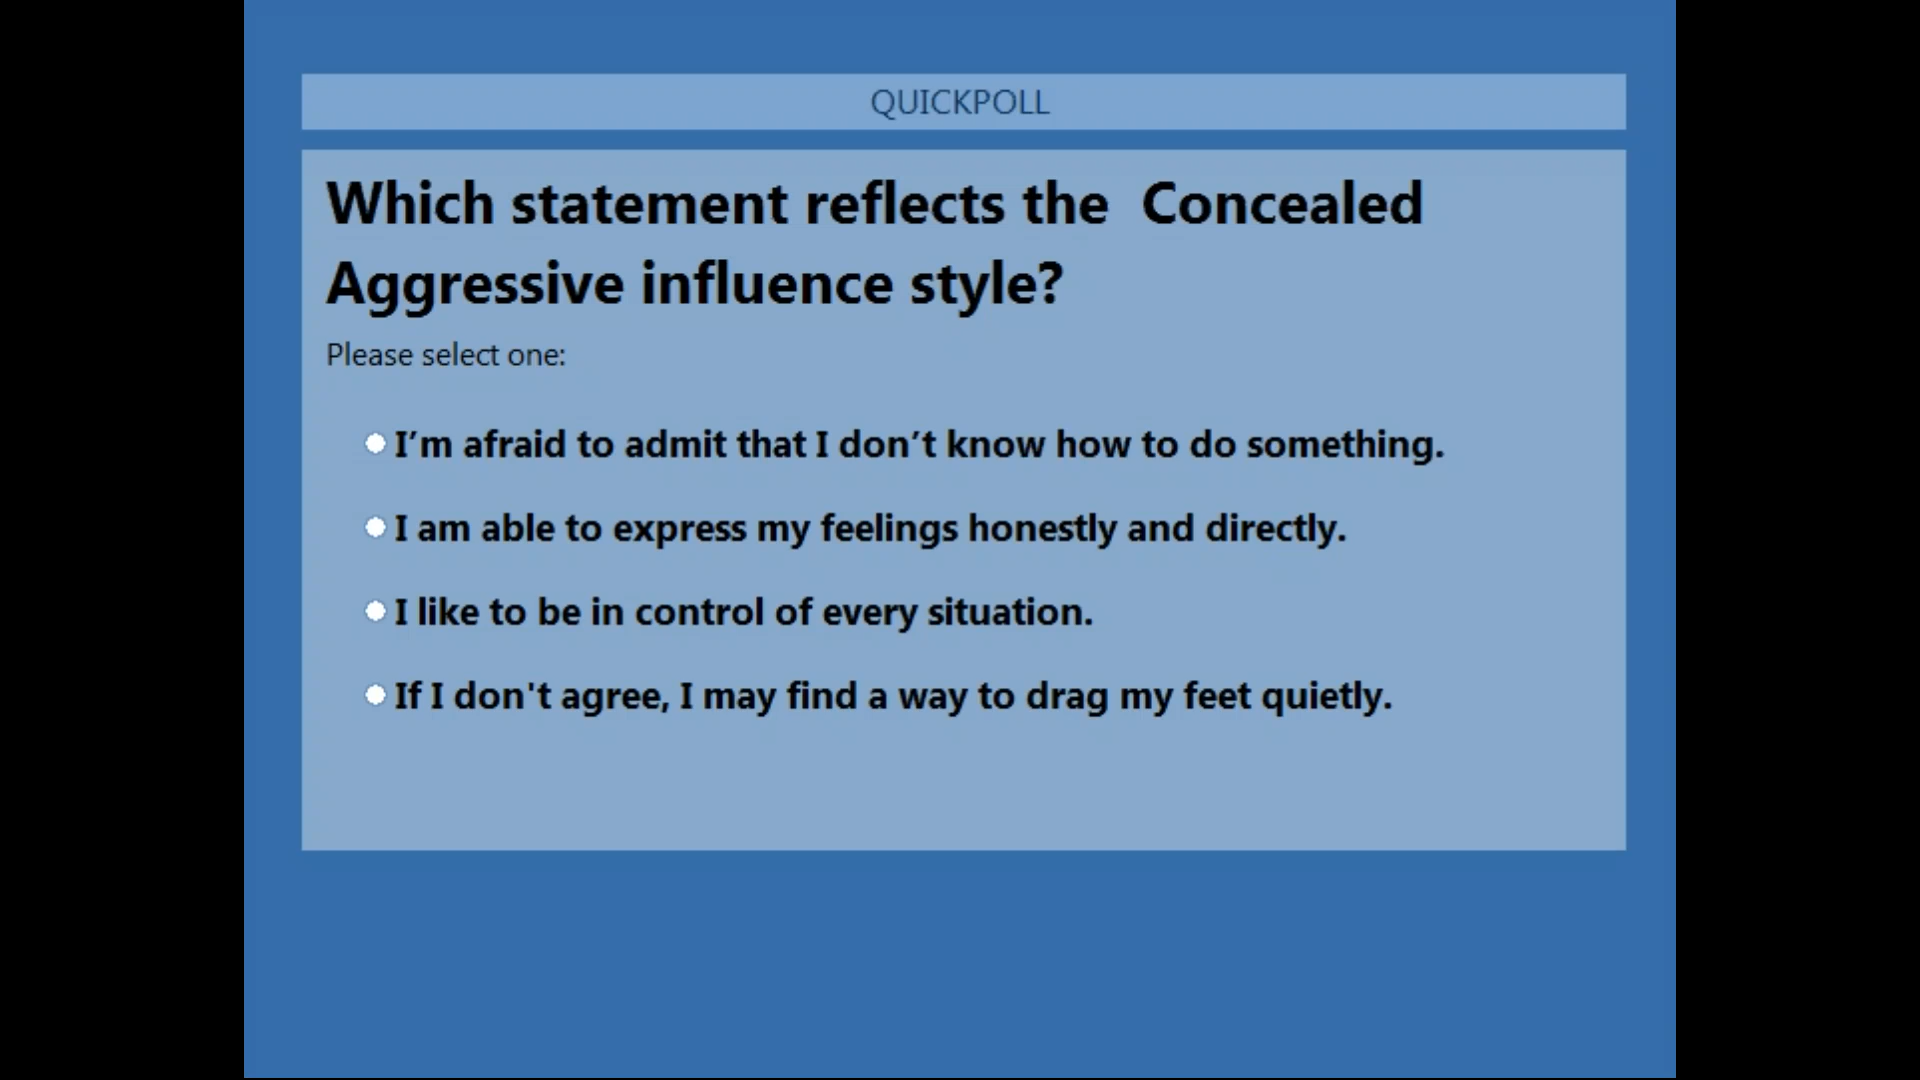 QUICKPOLL
Which statement reflects the  Concealed
Aggressive influence style?
Please select one:
I’m afraid to admit that I don’t know how to do something.
I am able to express my feelings honestly and directly.
I like to be in control of every situation.
If I don't agree, I may find a way to drag my feet quietly.